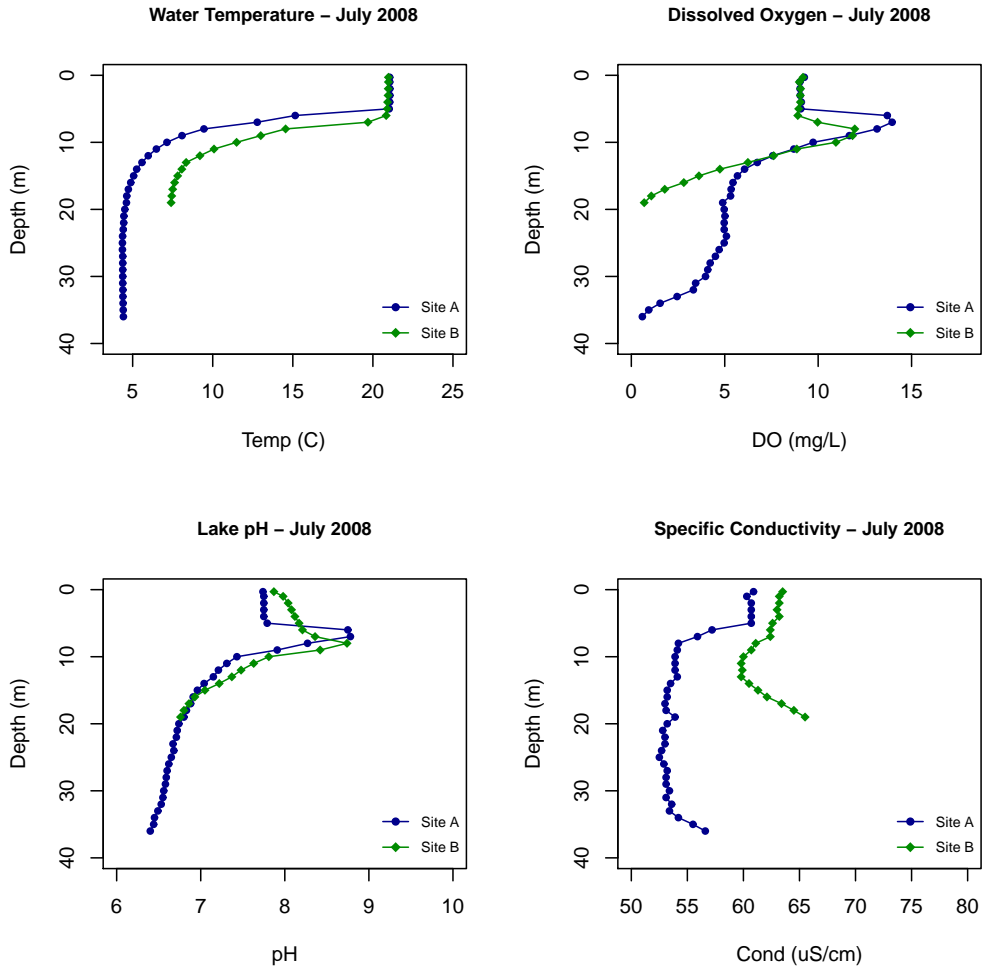 Water Temperature – July 2008
Depth (m)
0
10
20
30
40
Site A
Site B
5
10
15
20
25
Temp (C)
Dissolved Oxygen – July 2008
Depth (m)
0
10
20
30
40
Site A
Site B
0
5
10
15
DO (mg/L)
Lake pH – July 2008
Depth (m)
0
10
20
30
40
Site A
Site B
6
7
8
9
10
pH
Specific Conductivity – July 2008
Depth (m)
0
10
20
30
40
Site A
Site B
50
55
60
65
70
75
80
Cond (uS/cm)